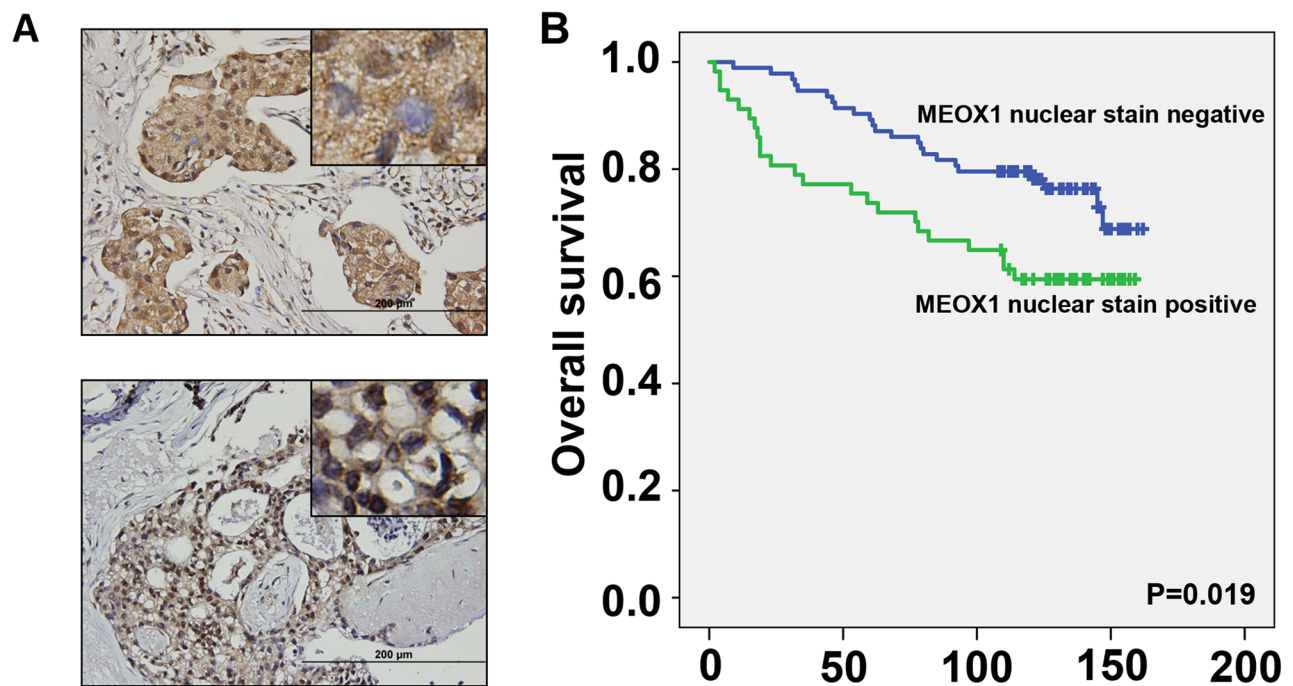 A
200 µm
200 µm
B
Overall survival
1.0
0.8
0.6
0.4
0.2
0.0
MEOX1 nuclear stain negative
MEOX1 nuclear stain positive
P=0.019
0 50 100 150 200